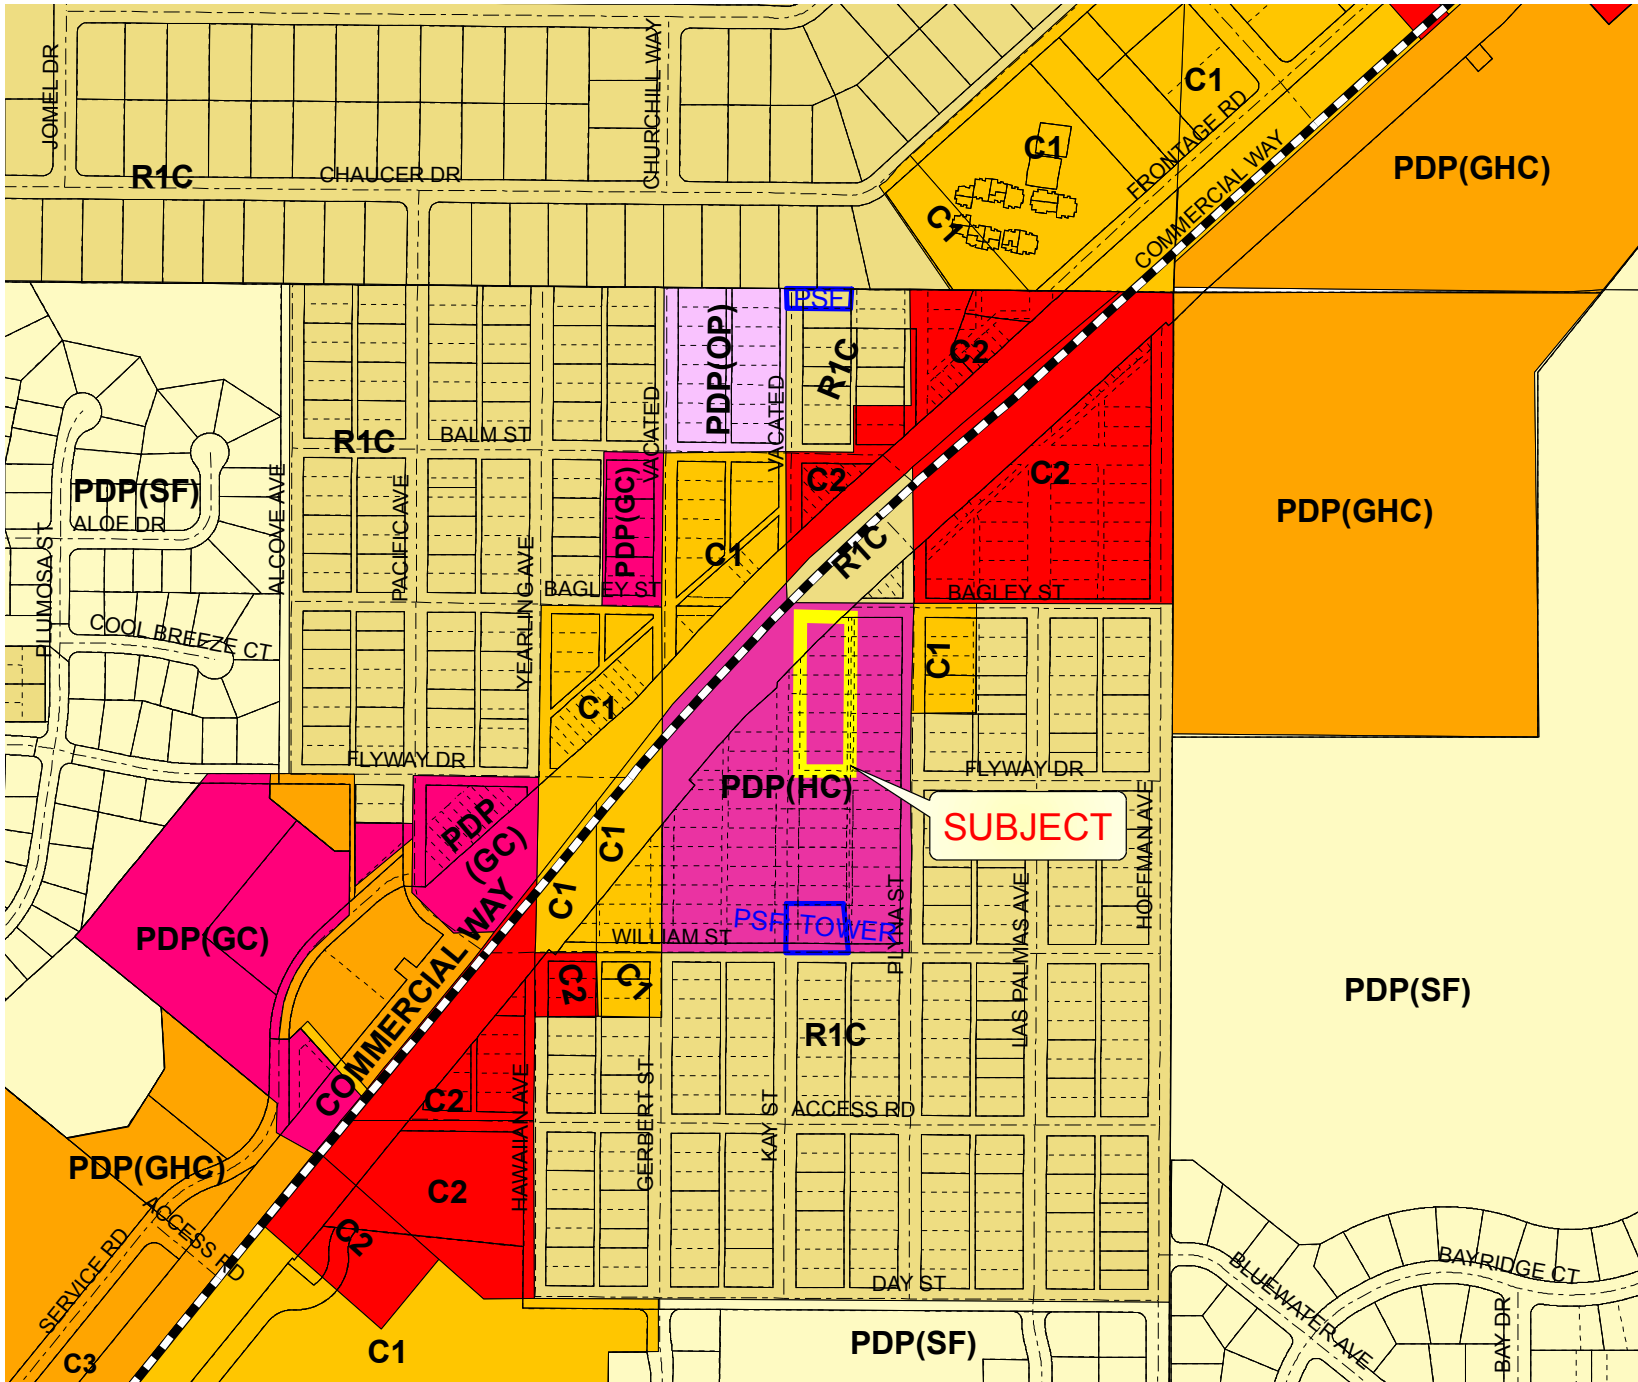 JOMEL DR
R1C
CHAUCER DR
CHURCHILL WAY
C1
C1
C1
FRONTAGE RD
COMMERCIAL WAY
PDP(GHC)
PSF
PDP(OP)
R1C
C2
VACATED
VACATED
R1C
BALM ST
PDP(SF)
ALOE DR
PLUMOSA ST
ALCOVE AVE
PACIFIC AVE
YEARLING AVE
PDP(GC)
C1
C2
R1C
C2
PDP(GHC)
BAGLEY ST
BAGLEY ST
COOL BREEZE CT
C1
C1
FLYWAY DR
PDP(HC)
FLYWAY DR
SUBJECT
PDP
(GC)
C1
C1
PDP(GC)
COMMERCIAL WAY
WILLIAM ST
PSF TOWER
PLYNA ST
LAS PALMAS AVE
HOFFMAN AVE
PDP(SF)
C2
C1
R1C
C2
HAWAIIAN AVE
GERBERT ST
KAY ST
ACCESS RD
PDP(GHC)
ACCESS RD
SERVICE RD
C2
C2
DAY ST
BLUEWATER AVE
BAYRIDGE CT
BAY DR
C3
C1
PDP(SF)